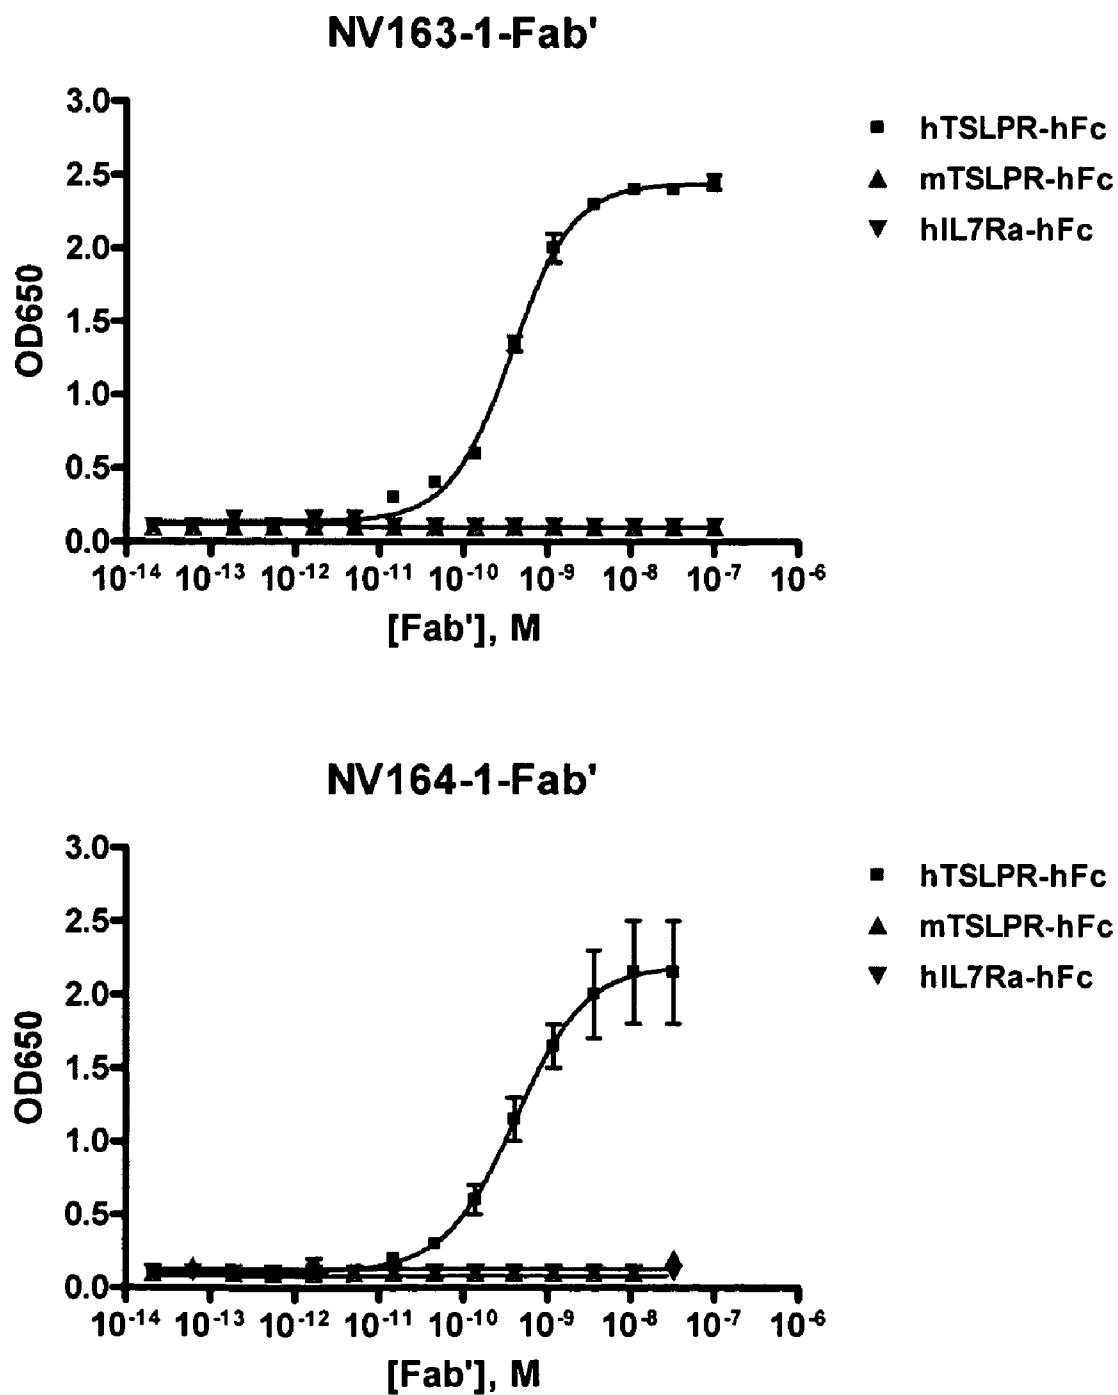 NV163-1-Fab'
3.0
2.5
2.0
1.5
1.0
0.5
0.0
OD650
10-14 10-13 10-12 10-11 10-10 10-9 10-8 10-7 10-6
[Fab'], M
hTSLPR-hFc
mTSLPR-hFc
hIL7Ra-hFc
NV164-1-Fab'
3.0
2.5
2.0
1.5
1.0
0.5
0.0
OD650
10-14 10-13 10-12 10-11 10-10 10-9 10-8 10-7 10-6
[Fab'], M
hTSLPR-hFc
mTSLPR-hFc
hIL7Ra-hFc